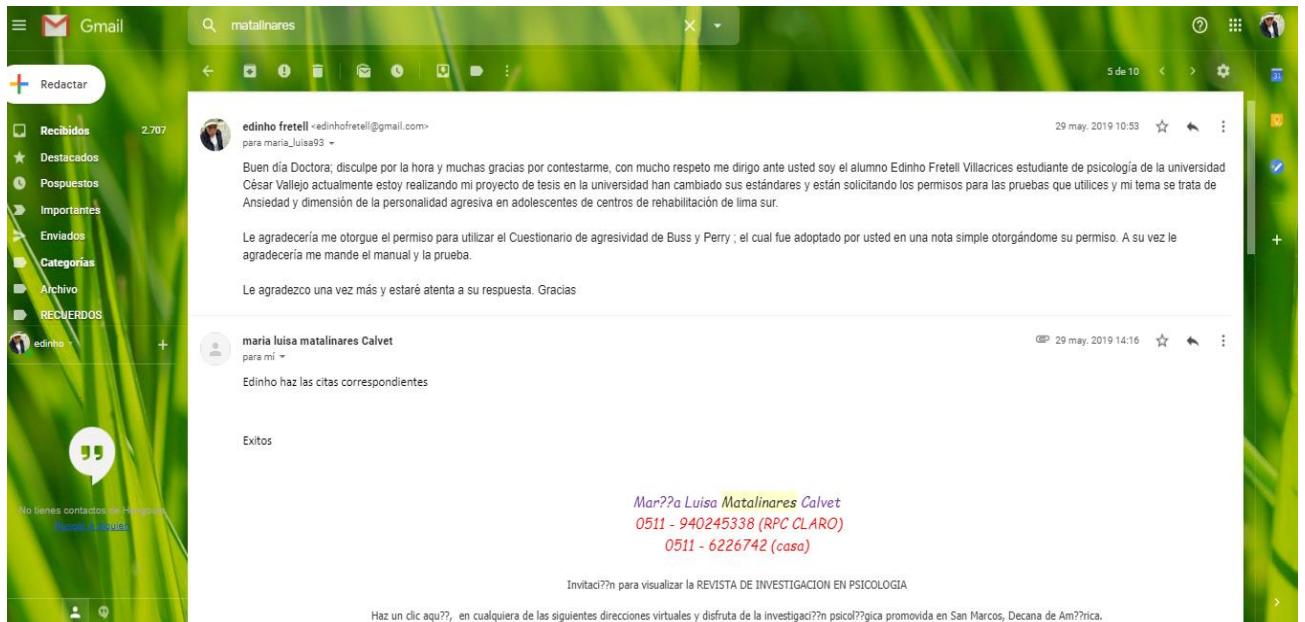 Gmail
matalinares
Redactar
5 de 10
31
Recibidos 2.707
Destacados
Pospuestos
Importantes
Enviados
Categorías
Archivo
RECUERDOS
edinho
No tienes contactos de
edinho fretell <edinhofretell@gmail.com> 29 may. 2019 10:53
para maria_luisa93
Buen día Doctora; disculpe por la hora y muchas gracias por contestarme, con mucho respeto me dirijo ante usted soy el alumno Edinho Fretell Villacrices estudiante de psicología de la universidad
César Vallejo actualmente estoy realizando mi proyecto de tesis en la universidad han cambiado sus estándares y están solicitando los permisos para las pruebas que utilices y mi tema se trata de
Ansiedad y dimensión de la personalidad agresiva en adolescentes de centros de rehabilitación de lima sur.
Le agradecería me otorgue el permiso para utilizar el Cuestionario de agresividad de Buss y Perry ; el cual fue adoptado por usted en una nota simple otorgándome su permiso. A su vez le
agradecería me mande el manual y la prueba.
Le agradezco una vez más y estaré atenta a su respuesta. Gracias
maria luisa matalinares Calvet 29 may. 2019 14:16
para mí
Edinho haz las citas correspondientes
Exitos
Mar??a Luisa Matalinares Calvet
0511 - 940245338 (RPC CLARO)
0511 - 6226742 (casa)
Invitaci??n para visualizar la REVISTA DE INVESTIGACION EN PSICOLOGIA
Haz un clic aqu??, en cualquiera de las siguientes direcciones virtuales y disfruta de la investigaci??n psicol??gica promovida en San Marcos, Decana de Am??rica.